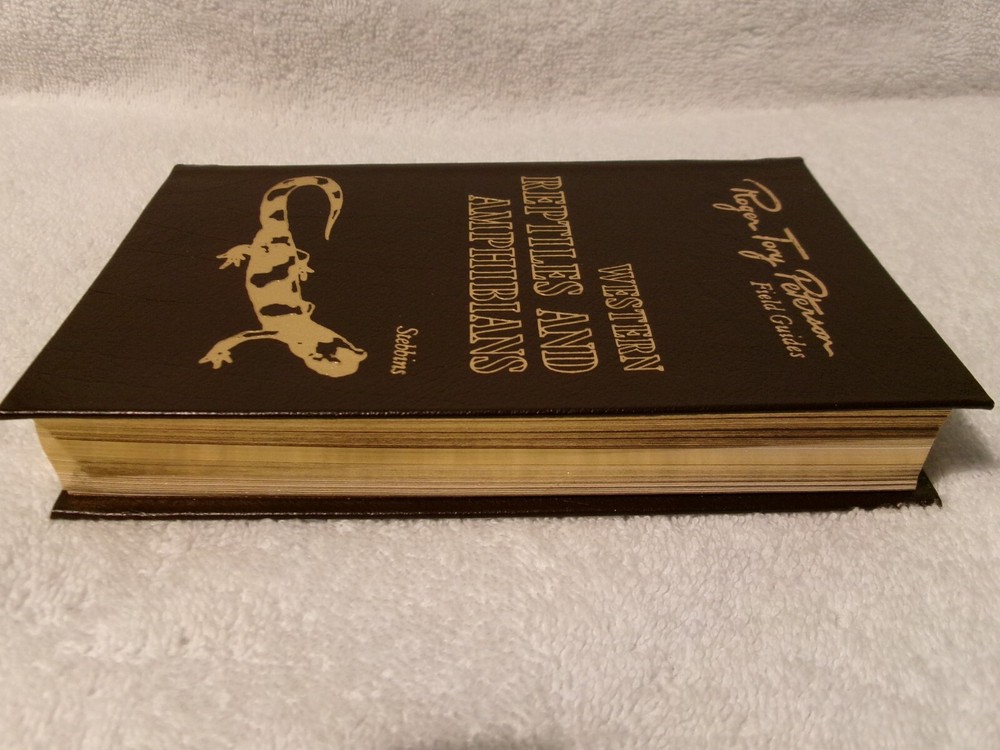 Roger Tory Peterson
Field Guides
WESTERN
REPTILES AND
AMPHIBIANS
Stebbins